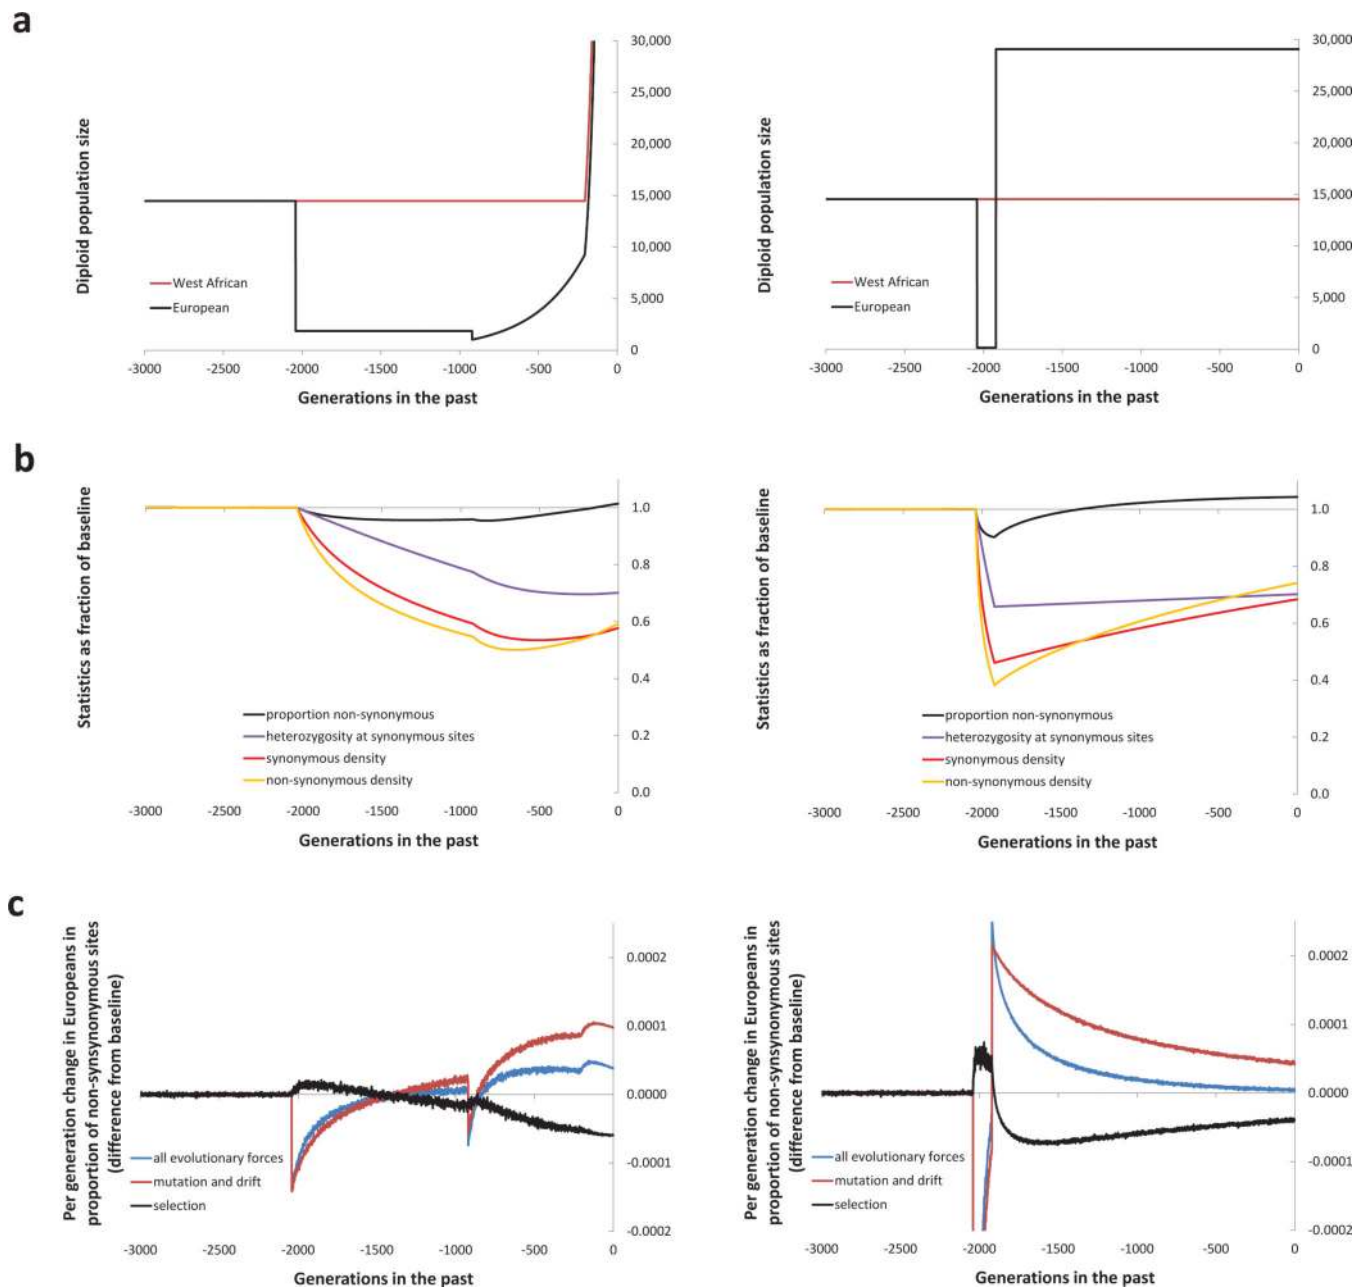 a
Diploid population size
30,000
25,000
20,000
15,000
10,000
5,000
0
West African
European
-3000 -2500 -2000 -1500 -1000 -500 0
Generations in the past
Diploid population size
30,000
25,000
20,000
15,000
10,000
5,000
0
West African
European
-3000 -2500 -2000 -1500 -1000 -500 0
Generations in the past
b
Statistics as fraction of baseline
1.0
0.8
0.6
0.4
0.2
0.0
proportion non-synonymous
heterozygosity at synonymous sites
synonymous density
non-synonymous density
-3000 -2500 -2000 -1500 -1000 -500 0
Generations in the past
Statistics as fraction of baseline
1.0
0.8
0.6
0.4
0.2
0.0
proportion non-synonymous
heterozygosity at synonymous sites
synonymous density
non-synonymous density
-3000 -2500 -2000 -1500 -1000 -500 0
Generations in the past
c
Per generation change in Europeans in
proportion of non-synsynonymous sites
(difference from baseline)
0.0002
0.0001
0.0000
-0.0001
-0.0002
all evolutionary forces
mutation and drift
selection
-3000 -2500 -2000 -1500 -1000 -500 0
Generations in the past
Per generation change in Europeans in
proportion of non-synsynonymous sites
(difference from baseline)
0.0002
0.0001
0.0000
-0.0001
-0.0002
all evolutionary forces
mutation and drift
selection
-3000 -2500 -2000 -1500 -1000 -500 0
Generations in the past